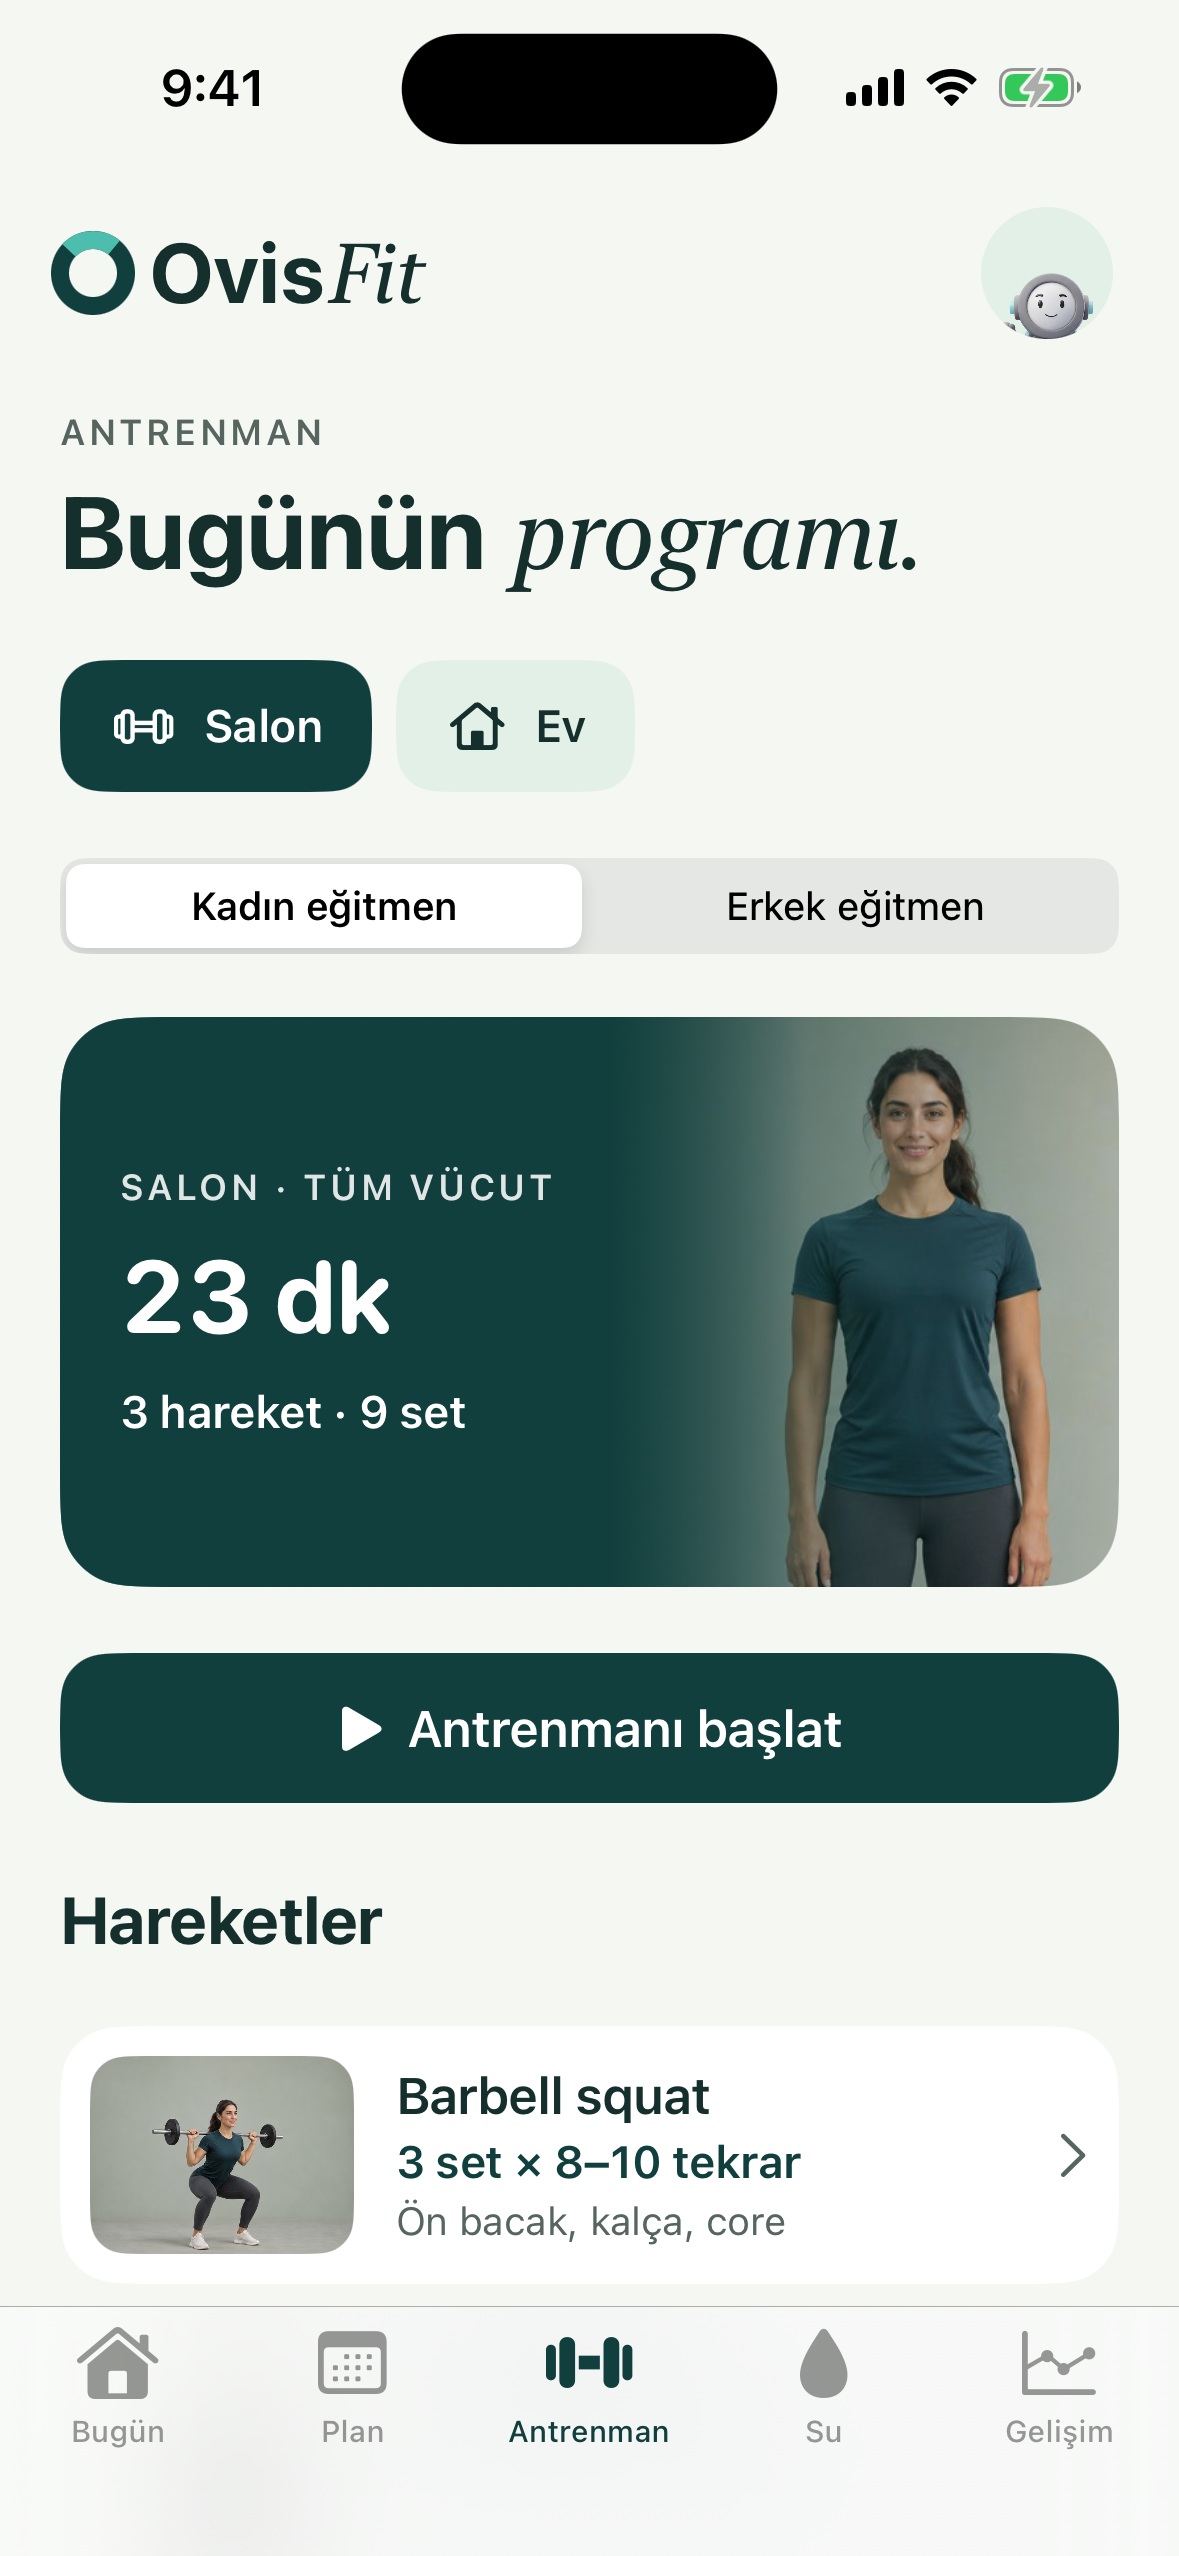 9:41
OvisFit
ANTRENMAN
Bugünün programı.
Salon
Ev
Kadın eğitmen
Erkek eğitmen
SALON · TÜM VÜCUT
23 dk
3 hareket · 9 set
Antrenmanı başlat
Hareketler
Barbell squat
3 set × 8–10 tekrar
Ön bacak, kalça, core
Bugün
Plan
Antrenman
Su
Gelişim